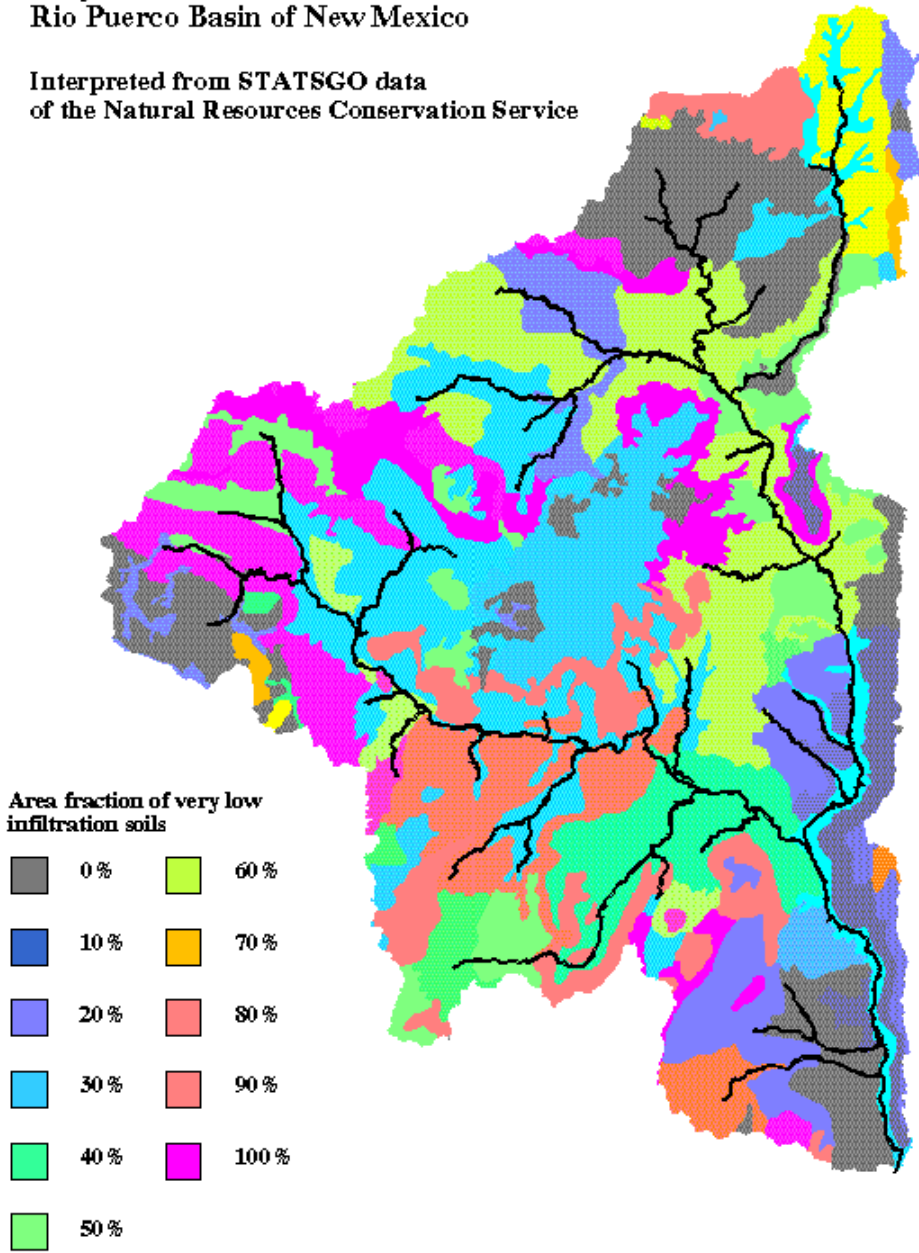 Rio Puerco Basin of New Mexico
Interpreted from STATSGO data
of the Natural Resources Conservation Service
Area fraction of very low
infiltration soils
0 %
10 %
20 %
30 %
40 %
50 %
60 %
70 %
80 %
90 %
100 %